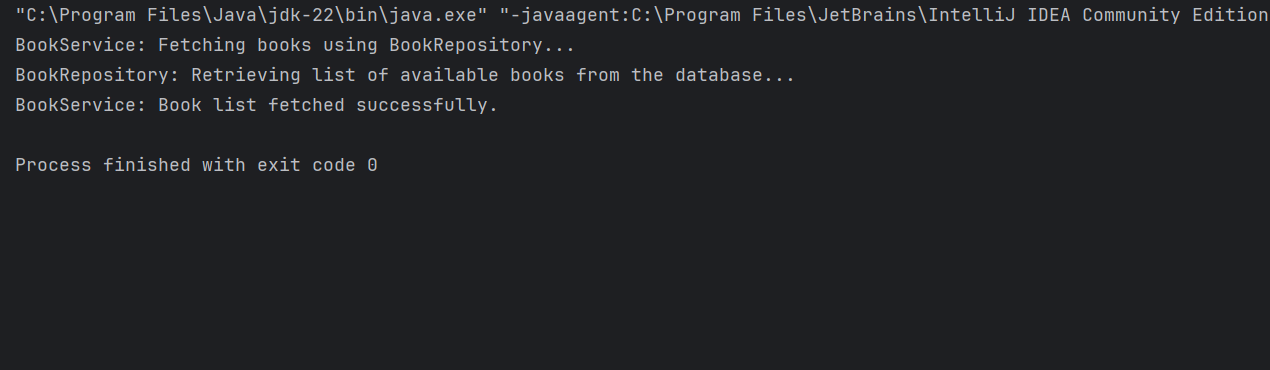 "C:\Program Files\Java\jdk-22\bin\java.exe" "-javaagent:C:\Program Files\JetBrains\IntelliJ IDEA Community Edition
BookService: Fetching books using BookRepository...
BookRepository: Retrieving list of available books from the database...
BookService: Book list fetched successfully.
Process finished with exit code 0